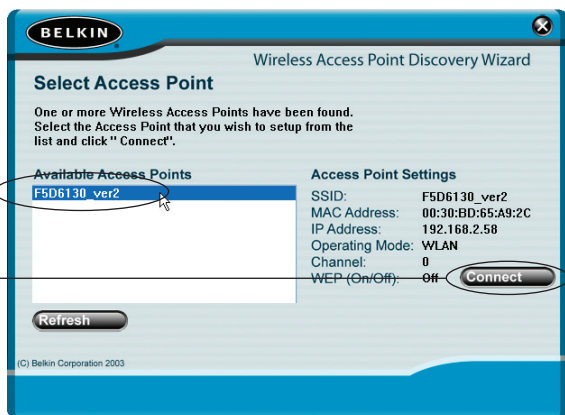 BELKIN
Wireless Access Point Discovery Wizard
Select Access Point
One or more Wireless Access Points have been found.
Select the Access Point that you wish to setup from the
list and click " Connect".
Available Access Points
F5D6130_ver2
Refresh
Access Point Settings
SSID: F5D6130_ver2
MAC Address: 00:30:BD:65:A9:2C
IP Address: 192.168.2.58
Operating Mode: WLAN
Channel: 0
WEP (On/Off): Off
Connect
(C) Belkin Corporation 2003